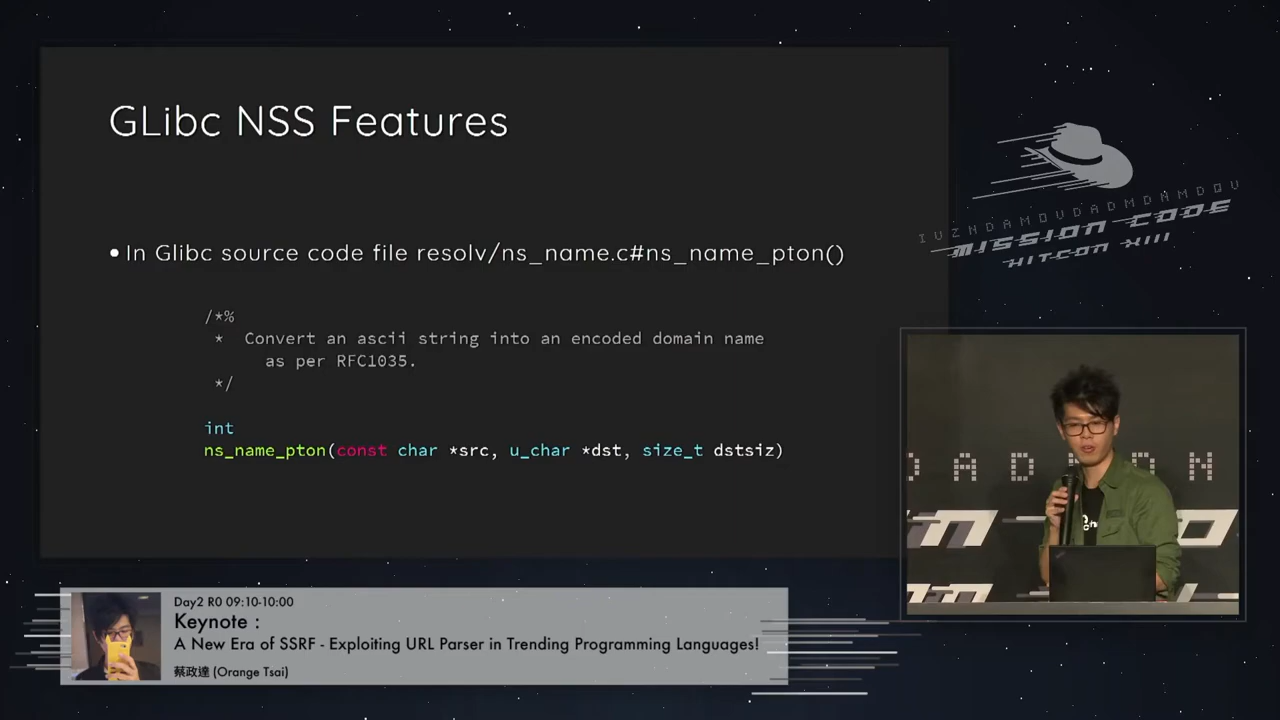 GLibc NSS Features
• In Glibc source code file resolv/ns_name.c#ns_name_pton()
/*%
* Convert an ascii string into an encoded domain name
as per RFC1035.
*/
int
ns_name_pton(const char *src, u_char *dst, size_t dstsiz)
IVZNDAMOVDADMDNMDQV
MISSION CODE
HITCON XIII
DADM
Day2 R0 09:10-10:00
Keynote :
A New Era of SSRF - Exploiting URL Parser in Trending Programming Languages!
蔡政達 (Orange Tsai)